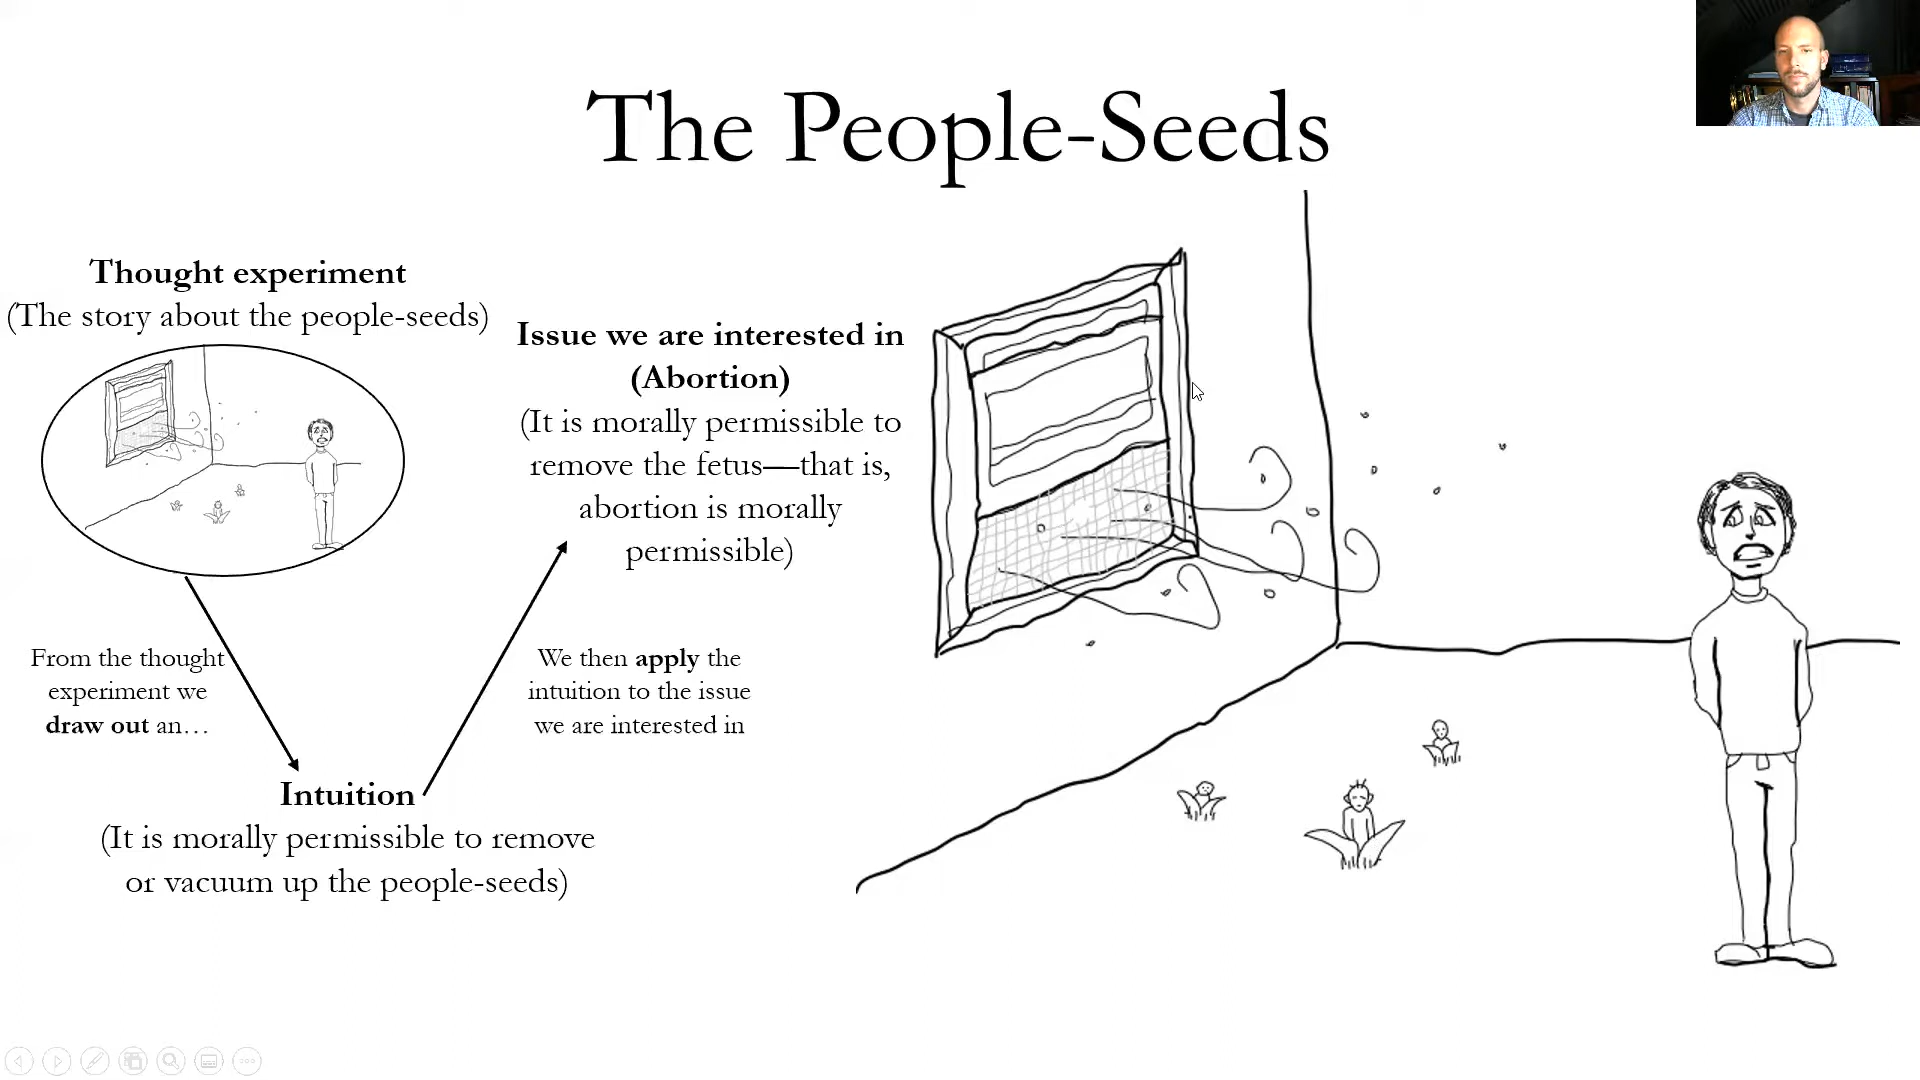 The People-Seeds
Thought experiment
(The story about the people-seeds)
Issue we are interested in
(Abortion)
(It is morally permissible to
remove the fetus—that is,
abortion is morally
permissible)
From the thought
experiment we
draw out an…
We then apply the
intuition to the issue
we are interested in
Intuition
(It is morally permissible to remove
or vacuum up the people-seeds)